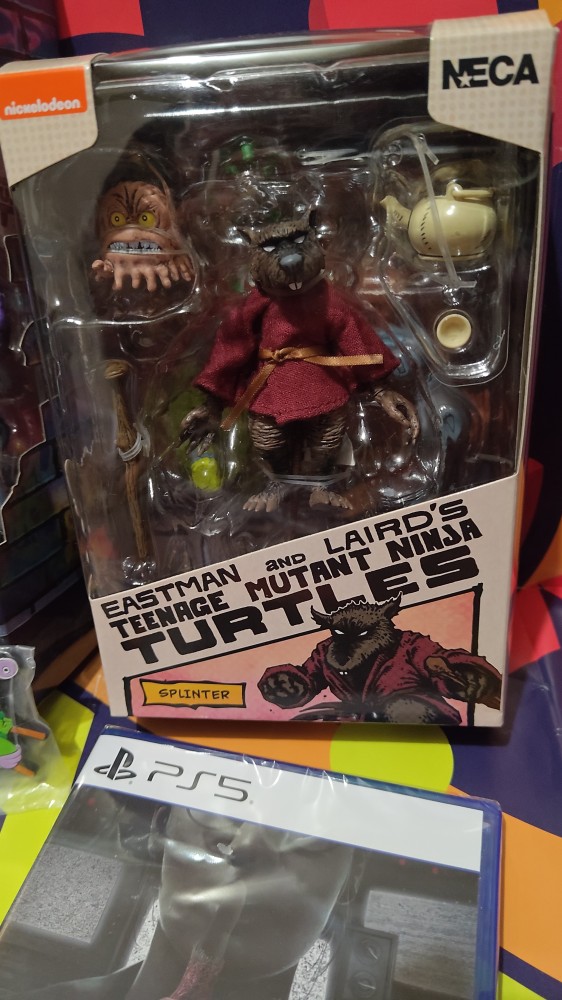 nickelodeon
NECA
EASTMAN AND LAIRD'S
TEENAGE MUTANT NINJA
TURTLES
SPLINTER
PS5